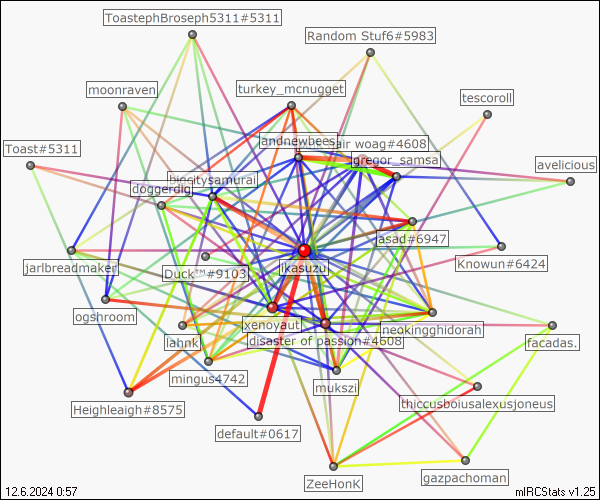 ToastephBroseph5311#5311
Random Stuf6#5983
moonraven
turkey_mcnugget
tescoroll
andnewbees
air woag#4608
Toast#5311
gregor_samsa
avelicious
bigcitysamurai
doggerdig
asad#6947
jarlbreadmaker
Duck™#9103
ikasuzu
Knowun#6424
ogshroom
xenoyaut
neokingghidorah
lahnk
disaster of passion#4608
facadas.
mingus4742
mukszi
Heighleaigh#8575
thiccusboiusalexusjoneus
default#0617
ZeeHonK
gazpachoman
12.6.2024 0:57
mIRCStats v1.25